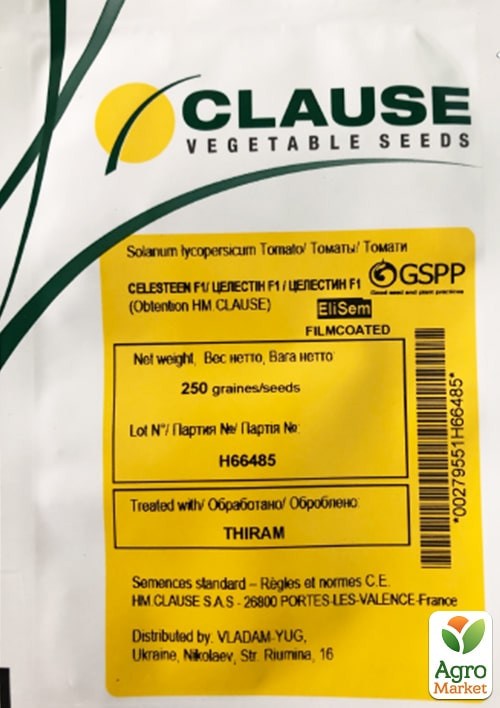 CLAUSE
VEGETABLE SEEDS
Solanum lycopersicum Tomato/ Томаты/ Томати
CELESTEEN F1/ ЦЕЛЕСТІН F1 / ЦЕЛЕСТИН F1
(Obtention HM.CLAUSE)
GSPP
Good seed and plant practices
EliSem
FILMCOATED
Net weight, Вес нетто, Вага нетто
250 graines/seeds
Lot N°/ Партия №/ Партія №:
H66485
*00279551H66485*
Treated with/ Обработано/ Оброблено:
THIRAM
Semences standard – Règles et normes C.E.
HM.CLAUSE S.A.S - 26800 PORTES-LES-VALENCE-France
Distributed by: VLADAM-YUG,
Ukraine, Nikolaev, Str. Riumina, 16
Agro
Market